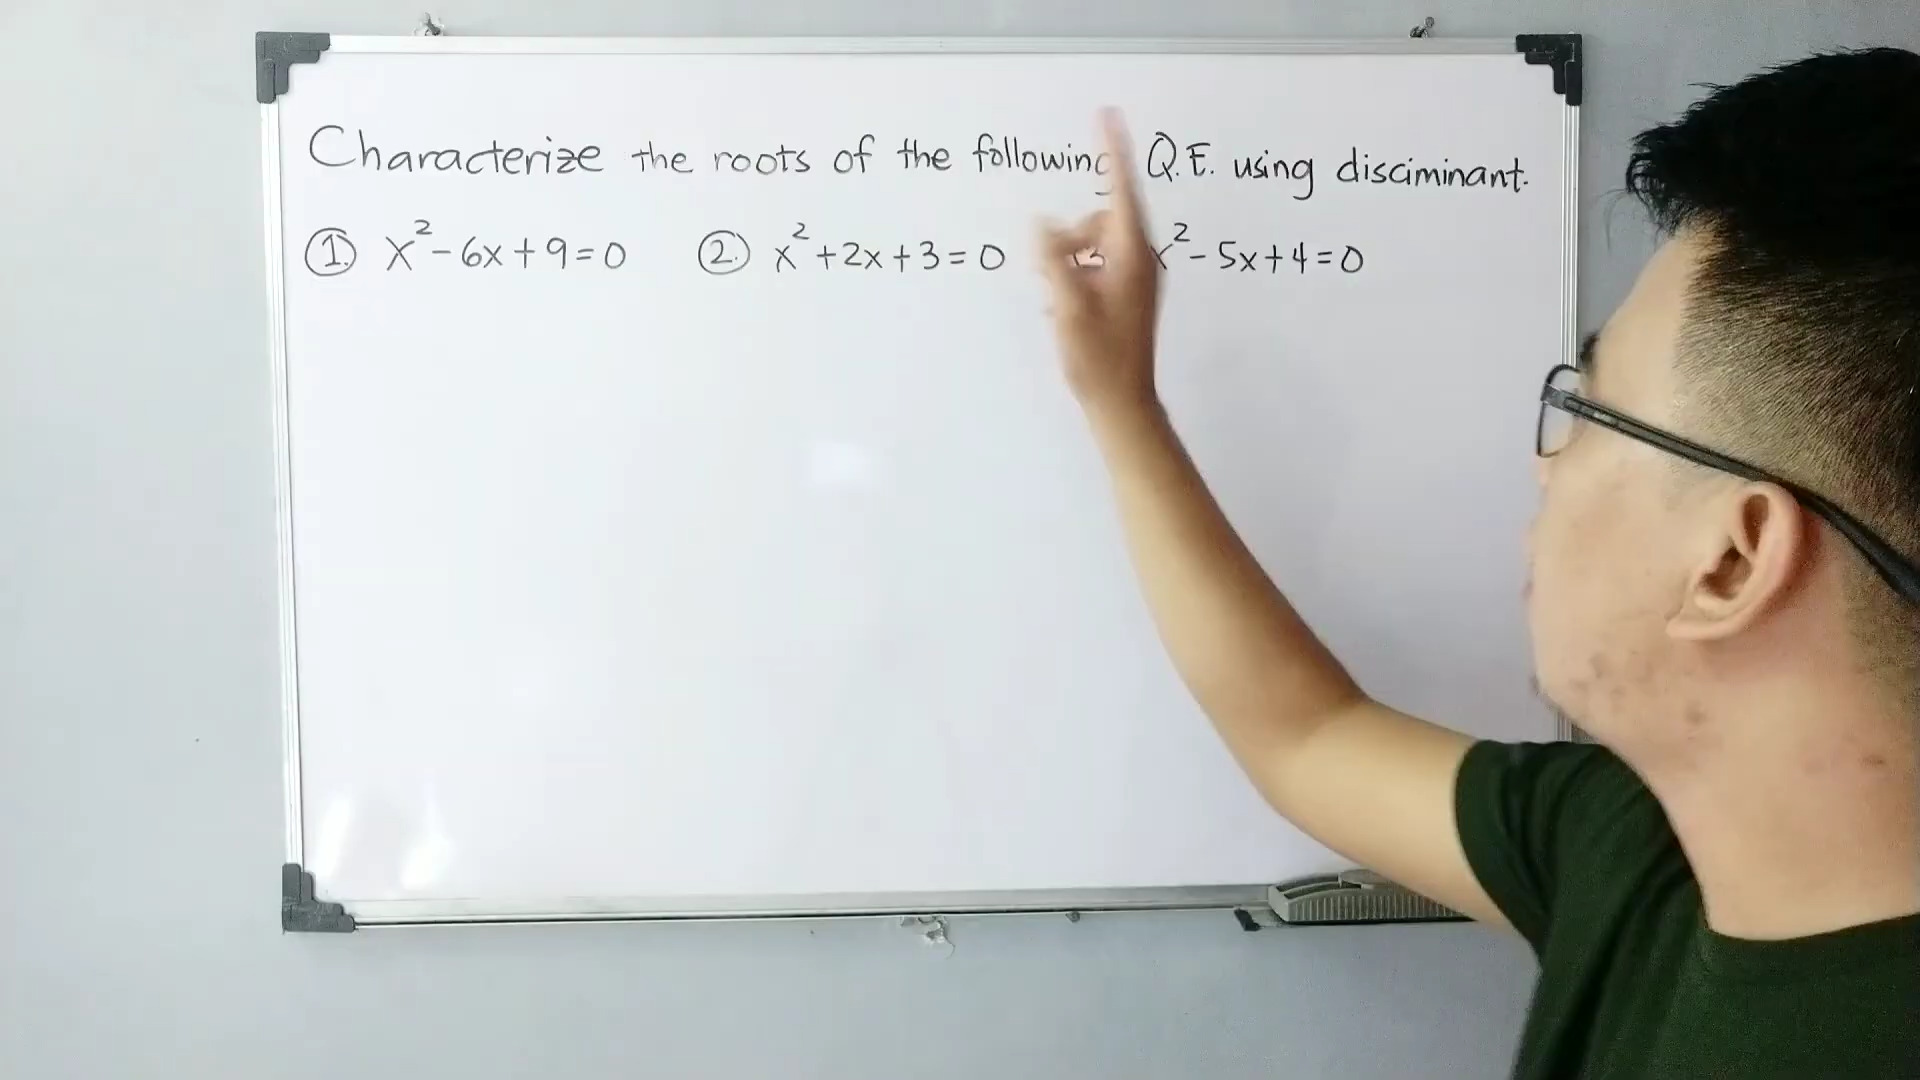 Characterize the roots of the following Q.E. using disciminant.
①. x² - 6x + 9 = 0 ②. x² + 2x + 3 = 0 x² - 5x + 4 = 0